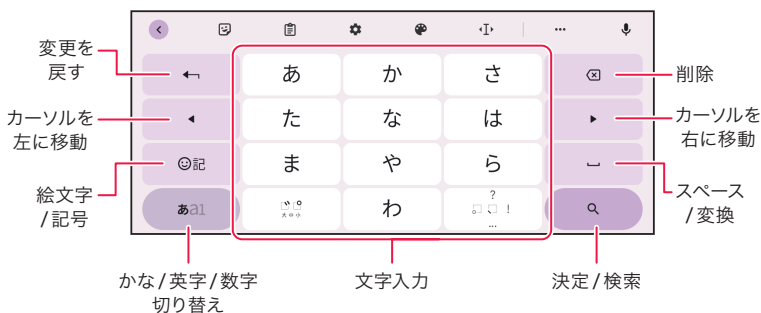 変更を
戻す
カーソルを
左に移動
絵文字
/記号
あ か さ
た な は
ま や ら
わ
☺記
あa1
゛゜
大⇔小
。?、!
…
削除
カーソルを
右に移動
スペース
/変換
かな/英字/数字
切り替え
文字入力
決定/検索